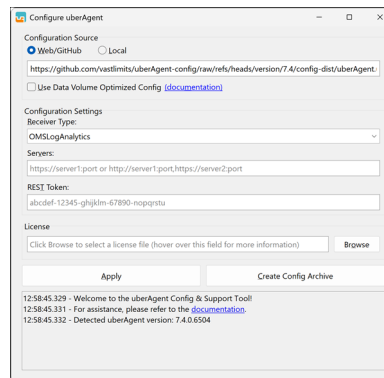 Configure uberAgent
Configuration Source
Web/GitHub Local
https://github.com/vastlimits/uberAgent-config/raw/refs/heads/version/7.4/config-dist/uberAgent.
Use Data Volume Optimized Config (documentation)
Configuration Settings
Receiver Type:
OMSLogAnalytics
Servers:
https://server1:port or http://server1:port,https://server2:port
REST Token:
abcdef-12345-ghijklm-67890-nopqrstu
License
Click Browse to select a license file (hover over this field for more information) Browse
Apply Create Config Archive
12:58:45.329 - Welcome to the uberAgent Config & Support Tool!
12:58:45.331 - For assistance, please refer to the documentation.
12:58:45.332 - Detected uberAgent version: 7.4.0.6504